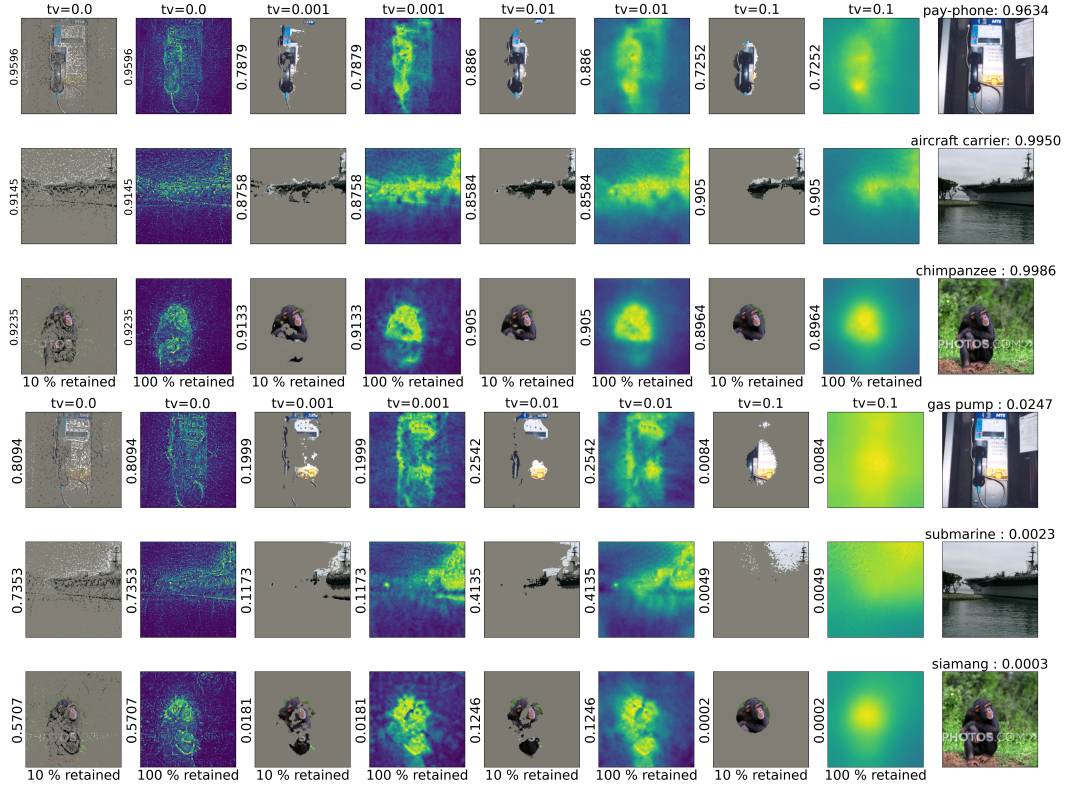 tv=0.0 tv=0.0 tv=0.001 tv=0.001 tv=0.01 tv=0.01 tv=0.1 tv=0.1 pay-phone: 0.9634
0.9596 0.9596 0.7879 0.7879 0.886 0.886 0.7252 0.7252
aircraft carrier: 0.9950
0.9145 0.9145 0.8758 0.8758 0.8584 0.8584 0.905 0.905
chimpanzee : 0.9986
0.9235 0.9235 0.9133 0.9133 0.905 0.905 0.8964 0.8964
PHOTOS.COM
10 % retained 100 % retained 10 % retained 100 % retained 10 % retained 100 % retained 10 % retained 100 % retained
tv=0.0 tv=0.0 tv=0.001 tv=0.001 tv=0.01 tv=0.01 tv=0.1 tv=0.1 gas pump : 0.0247
0.8094 0.8094 0.1999 0.1999 0.2542 0.2542 0.0084 0.0084
submarine : 0.0023
0.7353 0.7353 0.1173 0.1173 0.4135 0.4135 0.0049 0.0049
siamang : 0.0003
0.5707 0.5707 0.0181 0.0181 0.1246 0.1246 0.0002 0.0002
PHOTOS.COM
10 % retained 100 % retained 10 % retained 100 % retained 10 % retained 100 % retained 10 % retained 100 % retained